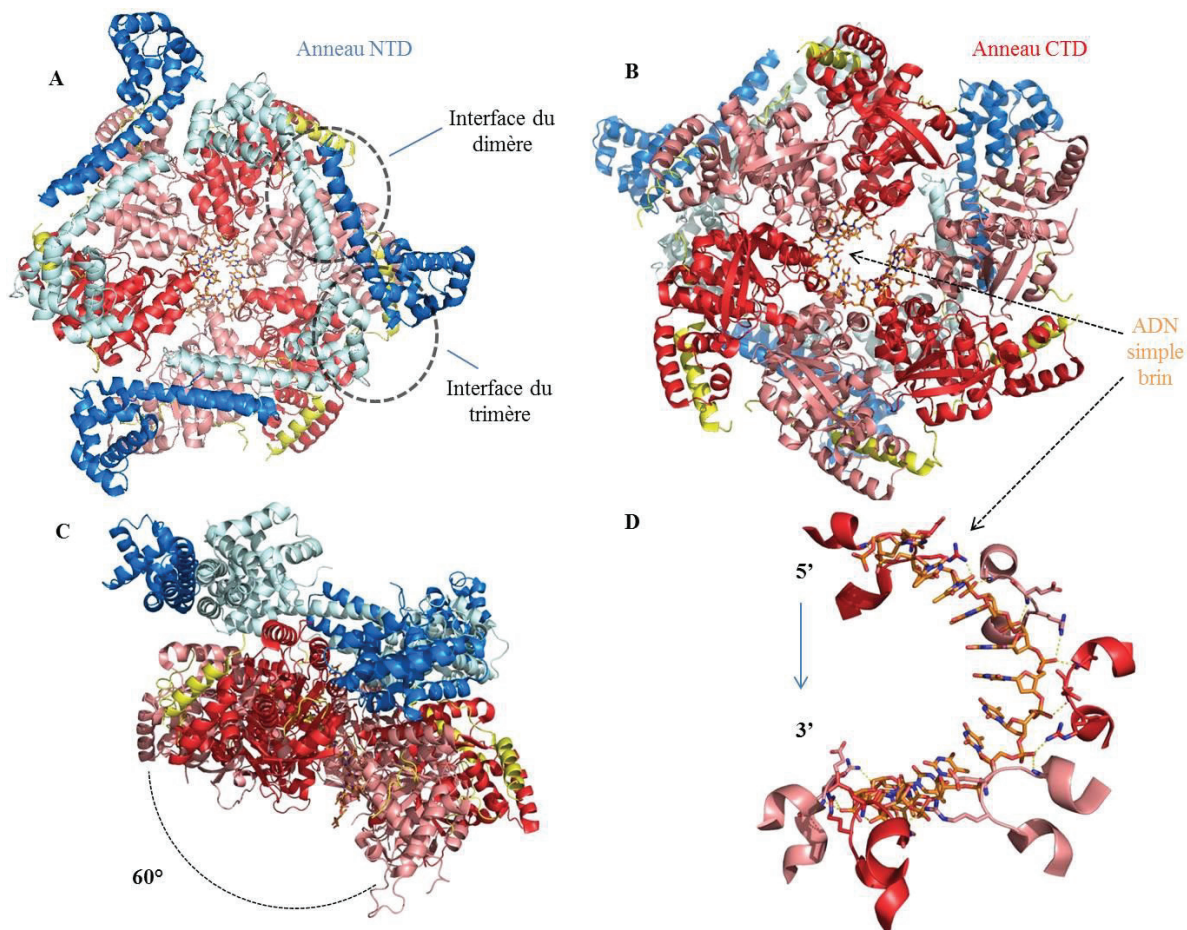 Anneau NTD
A
Interface du
dimère
Interface du
trimère
Anneau CTD
B
ADN
simple
brin
C
60°
D
5’
3’